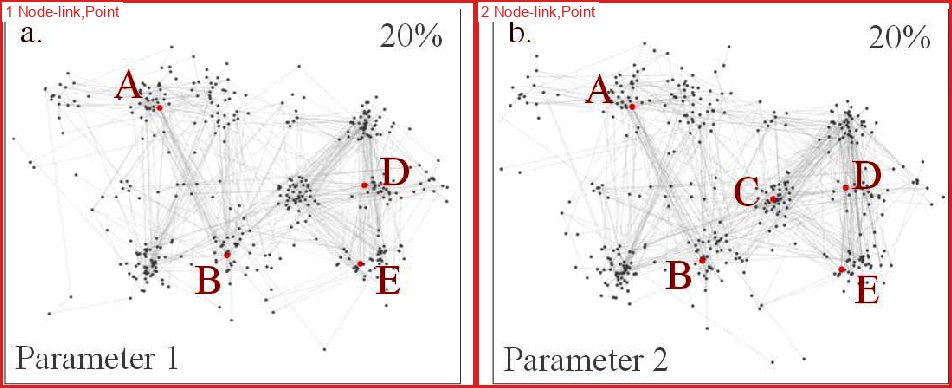 1 Node-link,Point
a.
20%
A
D
B
E
Parameter 1
2 Node-link,Point
b.
20%
A
C
D
B
E
Parameter 2